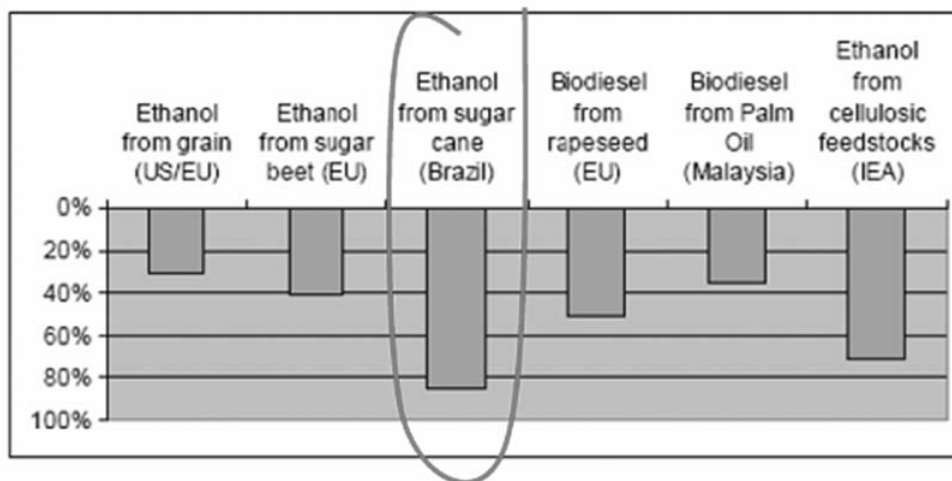 Ethanol
from grain
(US/EU)
Ethanol
from sugar
beet (EU)
Ethanol
from sugar
cane
(Brazil)
Biodiesel
from
rapeseed
(EU)
Biodiesel
from Palm
Oil
(Malaysia)
Ethanol
from
cellulosic
feedstocks
(IEA)
0%
20%
40%
60%
80%
100%